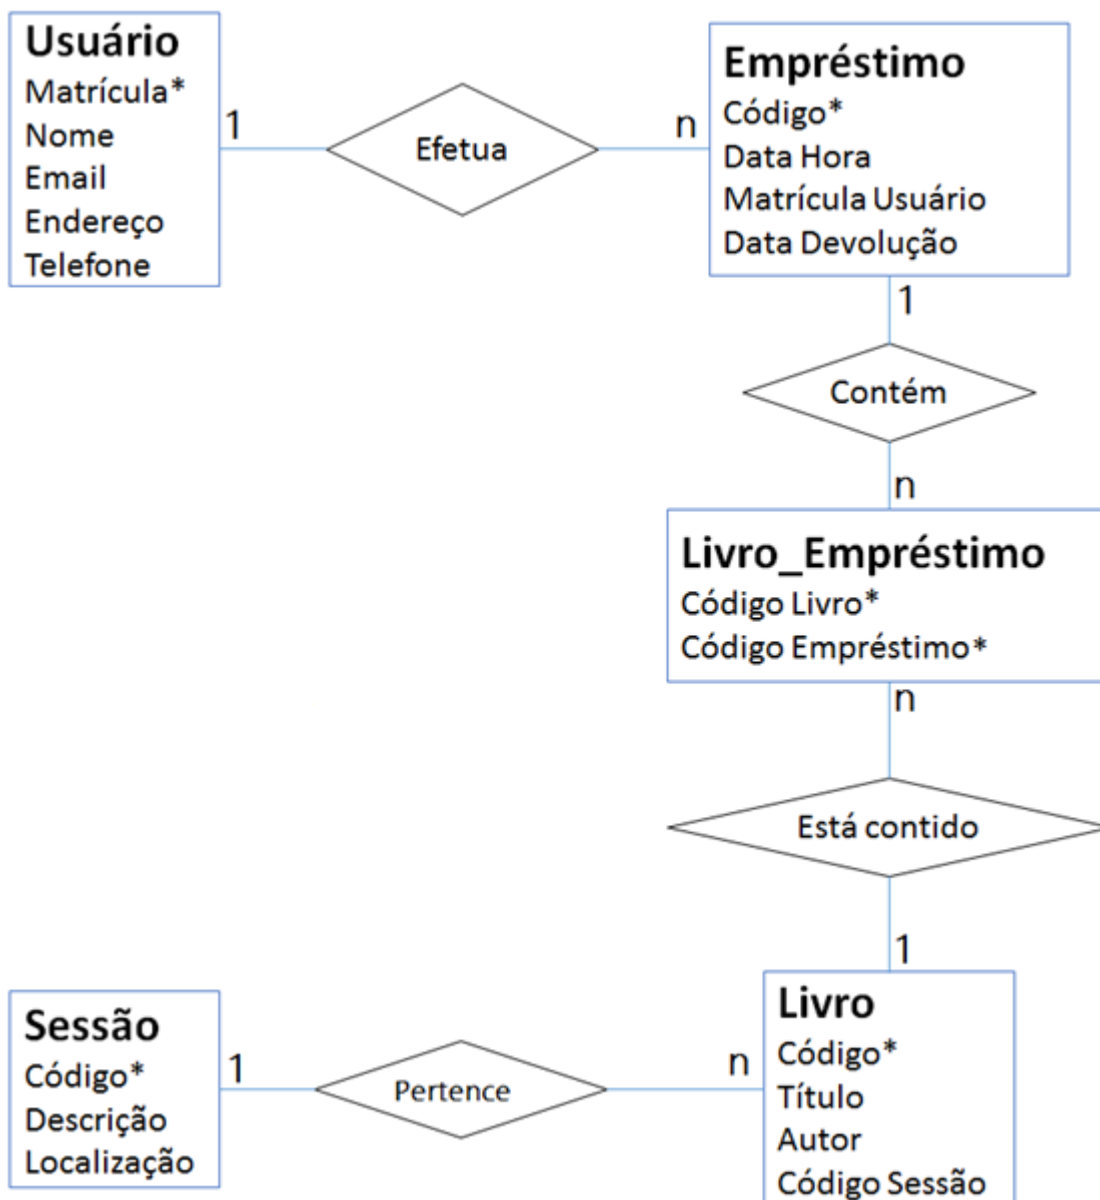 Usuário
Matrícula*
Nome
Email
Endereço
Telefone
1
Efetua
n
Empréstimo
Código*
Data Hora
Matrícula Usuário
Data Devolução
1
Contém
n
Livro_Empréstimo
Código Livro*
Código Empréstimo*
n
Está contido
1
Sessão
Código*
Descrição
Localização
1
Pertence
n
Livro
Código*
Título
Autor
Código Sessão